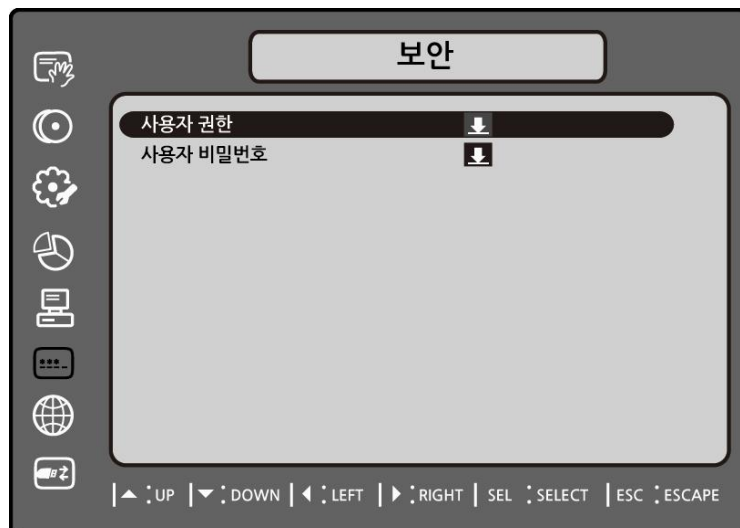 보안
사용자 권한
사용자 비밀번호
***_
▲ : UP | ▼ : DOWN | ◀ : LEFT | ▶ : RIGHT | SEL : SELECT | ESC : ESCAPE